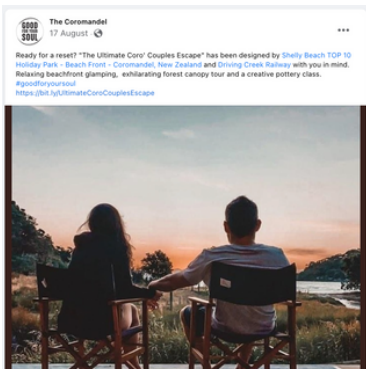 GOOD
FOR YOUR
SOUL
The Coromandel
17 August ·
Ready for a reset? "The Ultimate Coro' Couples Escape" has been designed by Shelly Beach TOP 10
Holiday Park - Beach Front - Coromandel, New Zealand and Driving Creek Railway with you in mind.
Relaxing beachfront glamping, exhilarating forest canopy tour and a creative pottery class.
#goodforyoursoul
https://bit.ly/UltimateCoroCouplesEscape